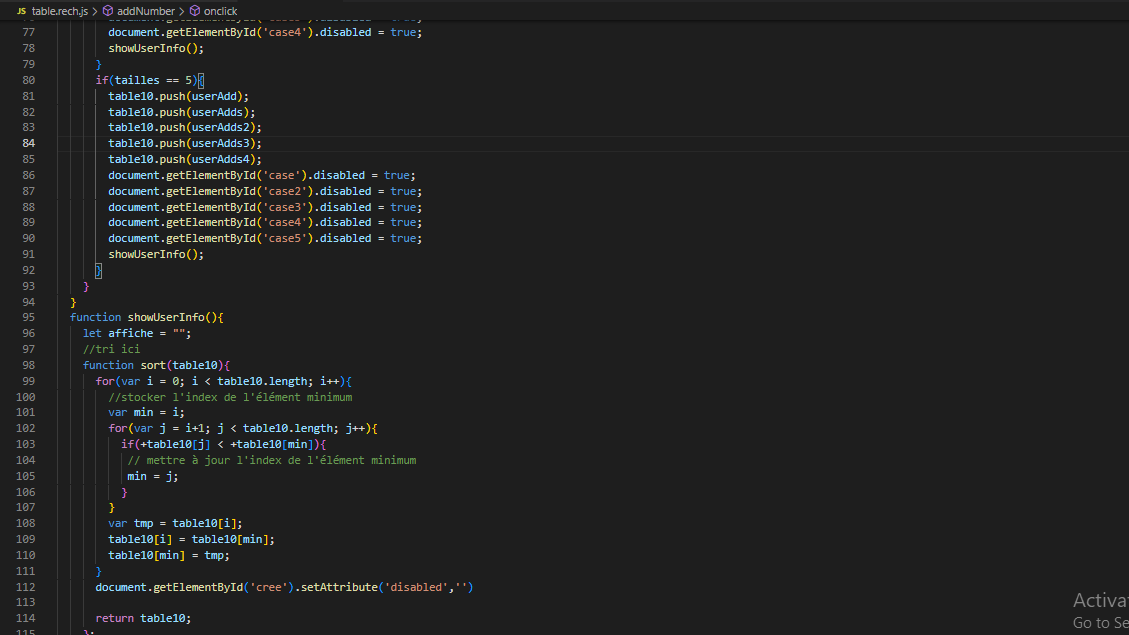 JS table.rech.js > addNumber > onclick
77 document.getElementById('case4').disabled = true;
78 showUserInfo();
79 }
80 if(tailles == 5){
81 table10.push(userAdd);
82 table10.push(userAdds);
83 table10.push(userAdds2);
84 table10.push(userAdds3);
85 table10.push(userAdds4);
86 document.getElementById('case').disabled = true;
87 document.getElementById('case2').disabled = true;
88 document.getElementById('case3').disabled = true;
89 document.getElementById('case4').disabled = true;
90 document.getElementById('case5').disabled = true;
91 showUserInfo();
92 }
93 }
94 }
95 function showUserInfo(){
96 let affiche = "";
97 //tri ici
98 function sort(table10){
99 for(var i = 0; i < table10.length; i++){
100 //stocker l'index de l'élément minimum
101 var min = i;
102 for(var j = i+1; j < table10.length; j++){
103 if(+table10[j] < +table10[min]){
104 // mettre à jour l'index de l'élément minimum
105 min = j;
106 }
107 }
108 var tmp = table10[i];
109 table10[i] = table10[min];
110 table10[min] = tmp;
111 }
112 document.getElementById('cree').setAttribute('disabled','')
113
114 return table10;
115 };
Activa
Go to Se